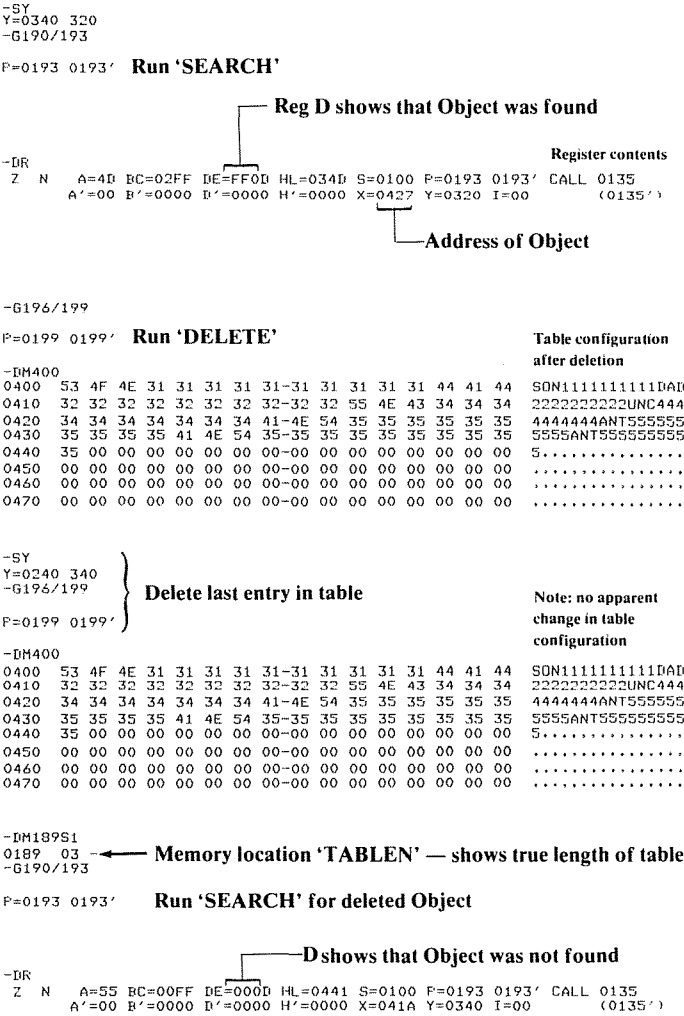 -SY
Y=0340 320
-G190/193
P=0193 0193' Run 'SEARCH'
Reg D shows that Object was found
Register contents
-DR
Z N A=4D BC=02FF DE=FF0D HL=034D S=0100 P=0193 0193' CALL 0135
A'=00 B'=0000 D'=0000 H'=0000 X=0427 Y=0320 I=00 (0135')
Address of Object
-G196/199
P=0199 0199' Run 'DELETE'
Table configuration
after deletion
-DM400
0400 53 4F 4E 31 31 31 31 31-31 31 31 31 31 44 41 44 SON1111111111DAD
0410 32 32 32 32 32 32 32 32-32 32 55 4E 43 34 34 34 2222222222UNC444
0420 34 34 34 34 34 34 34 41-4E 54 35 35 35 35 35 35 4444444ANT555555
0430 35 35 35 35 41 4E 54 35-35 35 35 35 35 35 35 35 5555ANT555555555
0440 35 00 00 00 00 00 00 00-00 00 00 00 00 00 00 00 5...............
0450 00 00 00 00 00 00 00 00-00 00 00 00 00 00 00 00 ................
0460 00 00 00 00 00 00 00 00-00 00 00 00 00 00 00 00 ................
0470 00 00 00 00 00 00 00 00-00 00 00 00 00 00 00 00 ................
-SY
Y=0240 340
-G196/199
Delete last entry in table
P=0199 0199'
Note: no apparent
change in table
configuration
-DM400
0400 53 4F 4E 31 31 31 31 31-31 31 31 31 31 44 41 44 SON1111111111DAD
0410 32 32 32 32 32 32 32 32-32 32 55 4E 43 34 34 34 2222222222UNC444
0420 34 34 34 34 34 34 34 41-4E 54 35 35 35 35 35 35 4444444ANT555555
0430 35 35 35 35 41 4E 54 35-35 35 35 35 35 35 35 35 5555ANT555555555
0440 35 00 00 00 00 00 00 00-00 00 00 00 00 00 00 00 5...............
0450 00 00 00 00 00 00 00 00-00 00 00 00 00 00 00 00 ................
0460 00 00 00 00 00 00 00 00-00 00 00 00 00 00 00 00 ................
0470 00 00 00 00 00 00 00 00-00 00 00 00 00 00 00 00 ................
-DM189S1
0189 03 - Memory location 'TABLEN' — shows true length of table
-G190/193
P=0193 0193' Run 'SEARCH' for deleted Object
D shows that Object was not found
-DR
Z N A=55 BC=00FF DE=000D HL=0441 S=0100 P=0193 0193' CALL 0135
A'=00 B'=0000 D'=0000 H'=0000 X=041A Y=0340 I=00 (0135')